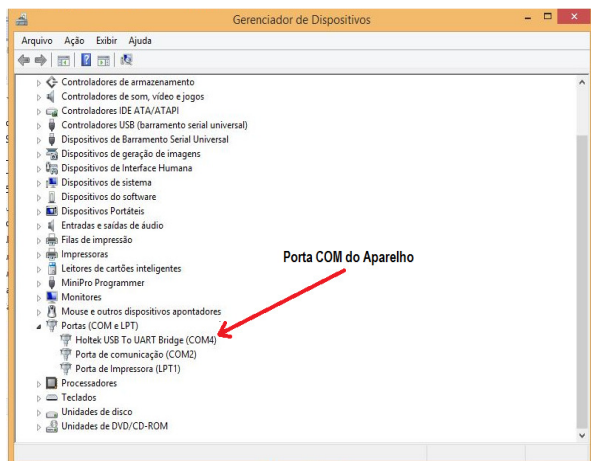 Gerenciador de Dispositivos
Arquivo Ação Exibir Ajuda
Controladores de armazenamento
Controladores de som, vídeo e jogos
Controladores IDE ATA/ATAPI
Controladores USB (barramento serial universal)
Dispositivos de Barramento Serial Universal
Dispositivos de geração de imagens
Dispositivos de Interface Humana
Dispositivos de sistema
Dispositivos do software
Dispositivos Portáteis
Entradas e saídas de áudio
Filas de impressão
Impressoras
Porta COM do Aparelho
Leitores de cartões inteligentes
MiniPro Programmer
Monitores
Mouse e outros dispositivos apontadores
Portas (COM e LPT)
Holtek USB To UART Bridge (COM4)
Porta de comunicação (COM2)
Porta de Impressora (LPT1)
Processadores
Teclados
Unidades de disco
Unidades de DVD/CD-ROM